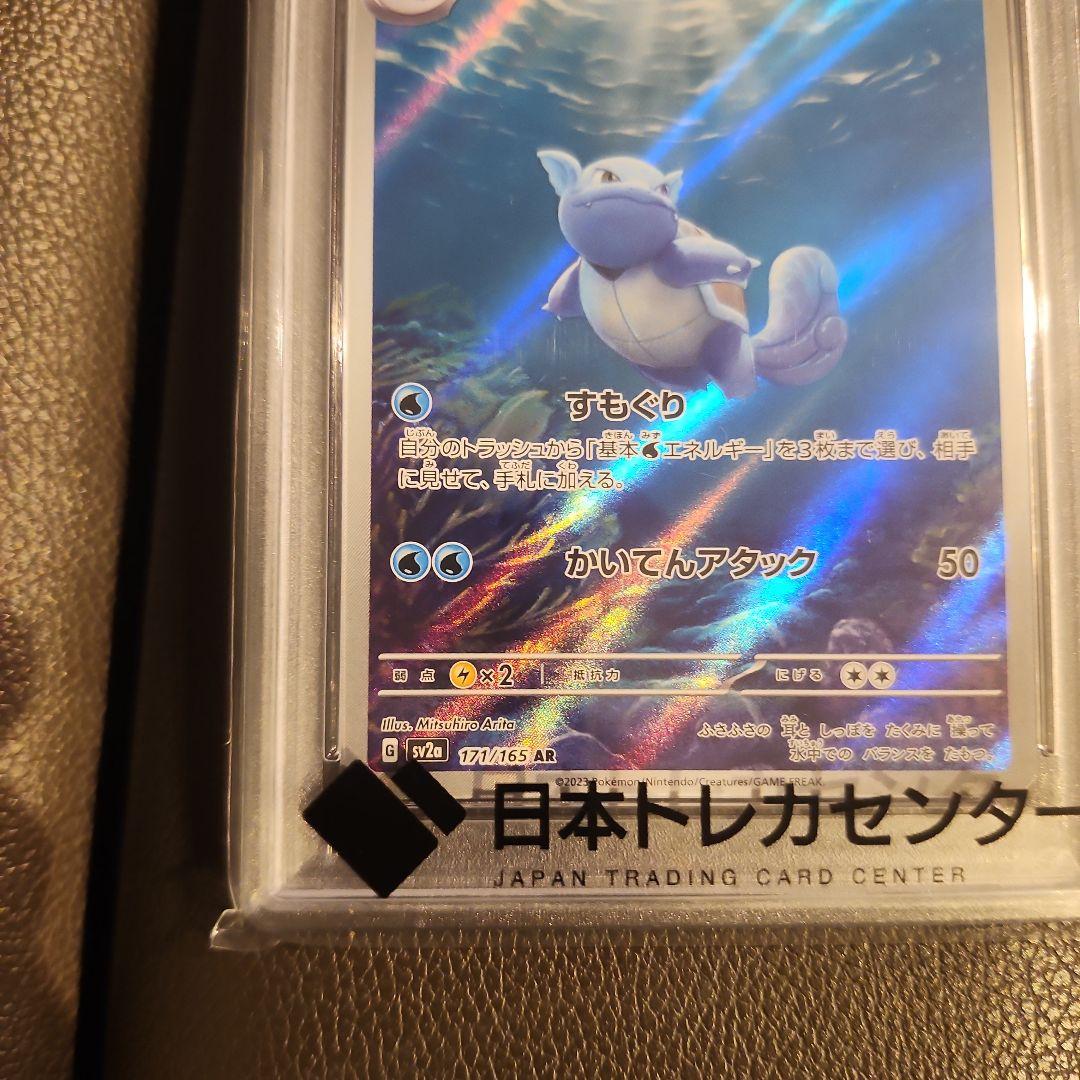 すもぐり
自分のトラッシュから「基本エネルギー」を3枚まで選び、相手
に見せて、手札に加える。
かいてんアタック 50
弱点 ×2 抵抗力 にげる
Illus. Mitsuhiro Arita
ふさふさの 耳と しっぽを たくみに 操って
水中での バランスを たもつ。
G sv2a 171/165 AR
©2023 Pokémon/Nintendo/Creatures/GAME FREAK.
日本トレカセンター
JAPAN TRADING CARD CENTER